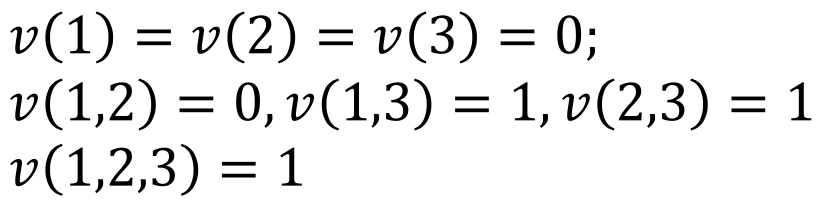 v(1) = v(2) = v(3) = 0;
v(1,2) = 0, v(1,3) = 1, v(2,3) = 1
v(1,2,3) = 1